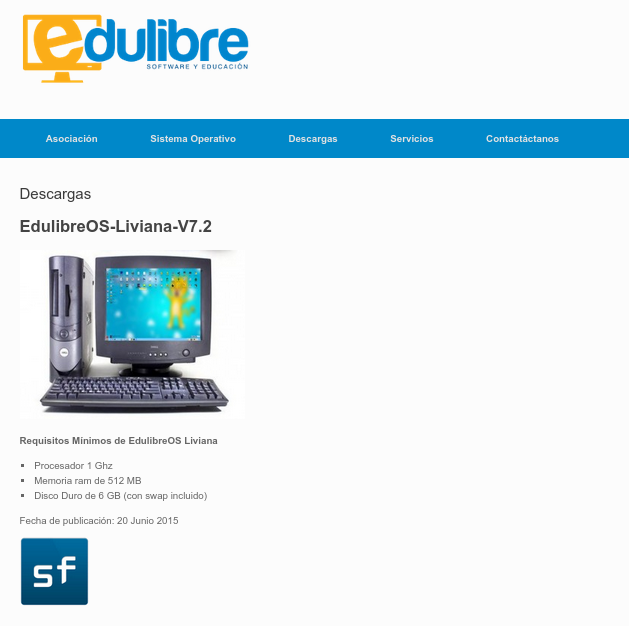 edulibre
SOFTWARE Y EDUCACIÓN
Asociación Sistema Operativo Descargas Servicios Contactáctanos
Descargas
EdulibreOS-Liviana-V7.2
Requisitos Mínimos de EdulibreOS Liviana
Procesador 1 Ghz
Memoria ram de 512 MB
Disco Duro de 6 GB (con swap incluido)
Fecha de publicación: 20 Junio 2015
sf